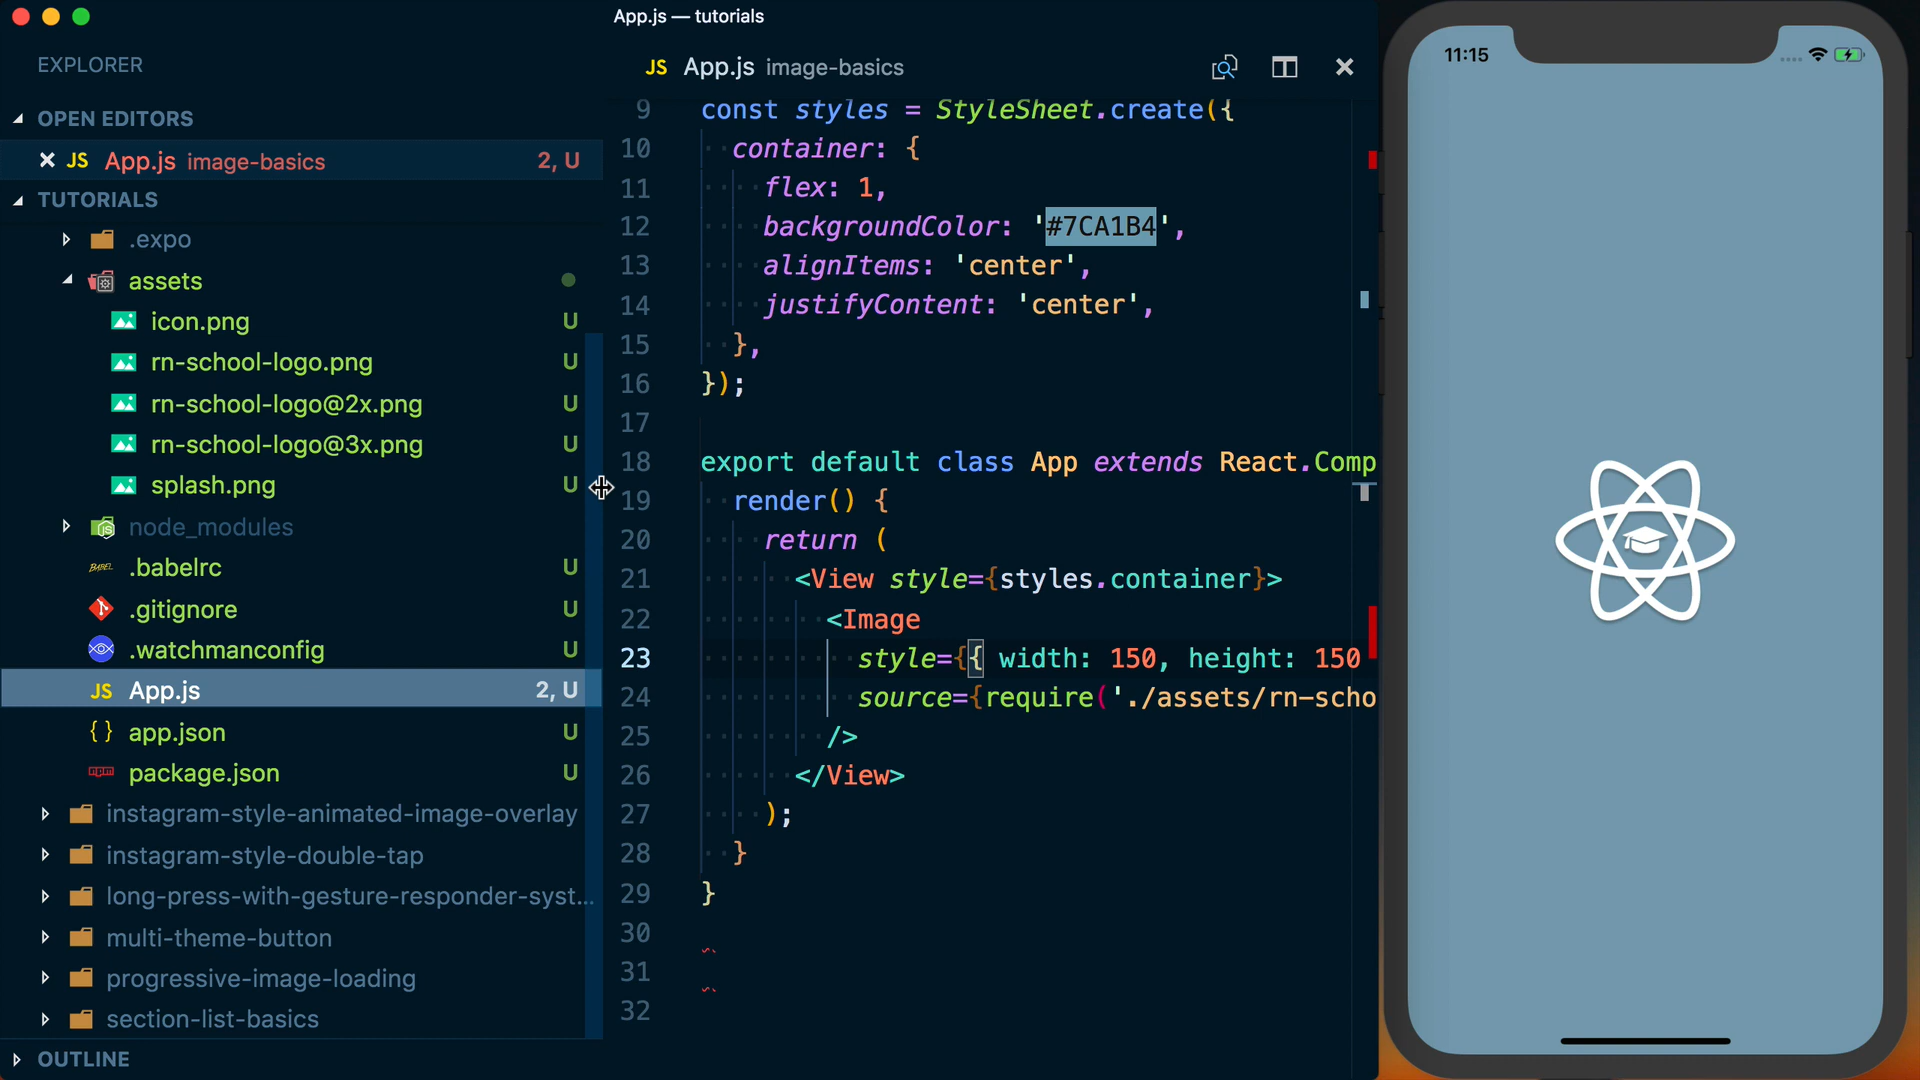 App.js — tutorials
EXPLORER
OPEN EDITORS
JS App.js image-basics 2, U
TUTORIALS
.expo
assets
icon.png U
rn-school-logo.png U
rn-school-logo@2x.png U
rn-school-logo@3x.png U
splash.png U
node_modules
BABEL .babelrc U
.gitignore U
.watchmanconfig U
JS App.js 2, U
{ } app.json U
npm package.json U
instagram-style-animated-image-overlay
instagram-style-double-tap
long-press-with-gesture-responder-syst...
multi-theme-button
progressive-image-loading
section-list-basics
OUTLINE
JS App.js image-basics
9 const styles = StyleSheet.create({
10 container: {
11 flex: 1,
12 backgroundColor: '#7CA1B4',
13 alignItems: 'center',
14 justifyContent: 'center',
15 },
16 });
17
18 export default class App extends React.Comp
19 render() {
20 return (
21 <View style={styles.container}>
22 <Image
23 style={{ width: 150, height: 150
24 source={require('./assets/rn-scho
25 />
26 </View>
27 );
28 }
29 }
30
31
32
11:15